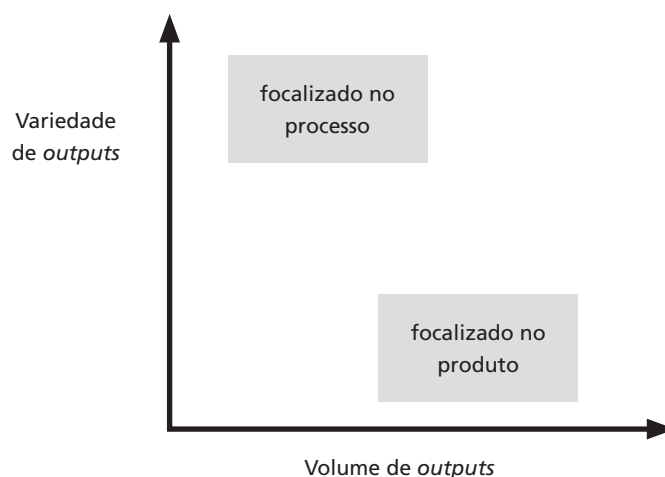 focalizado no
processo
Variedade
de outputs
focalizado no
produto
Volume de outputs